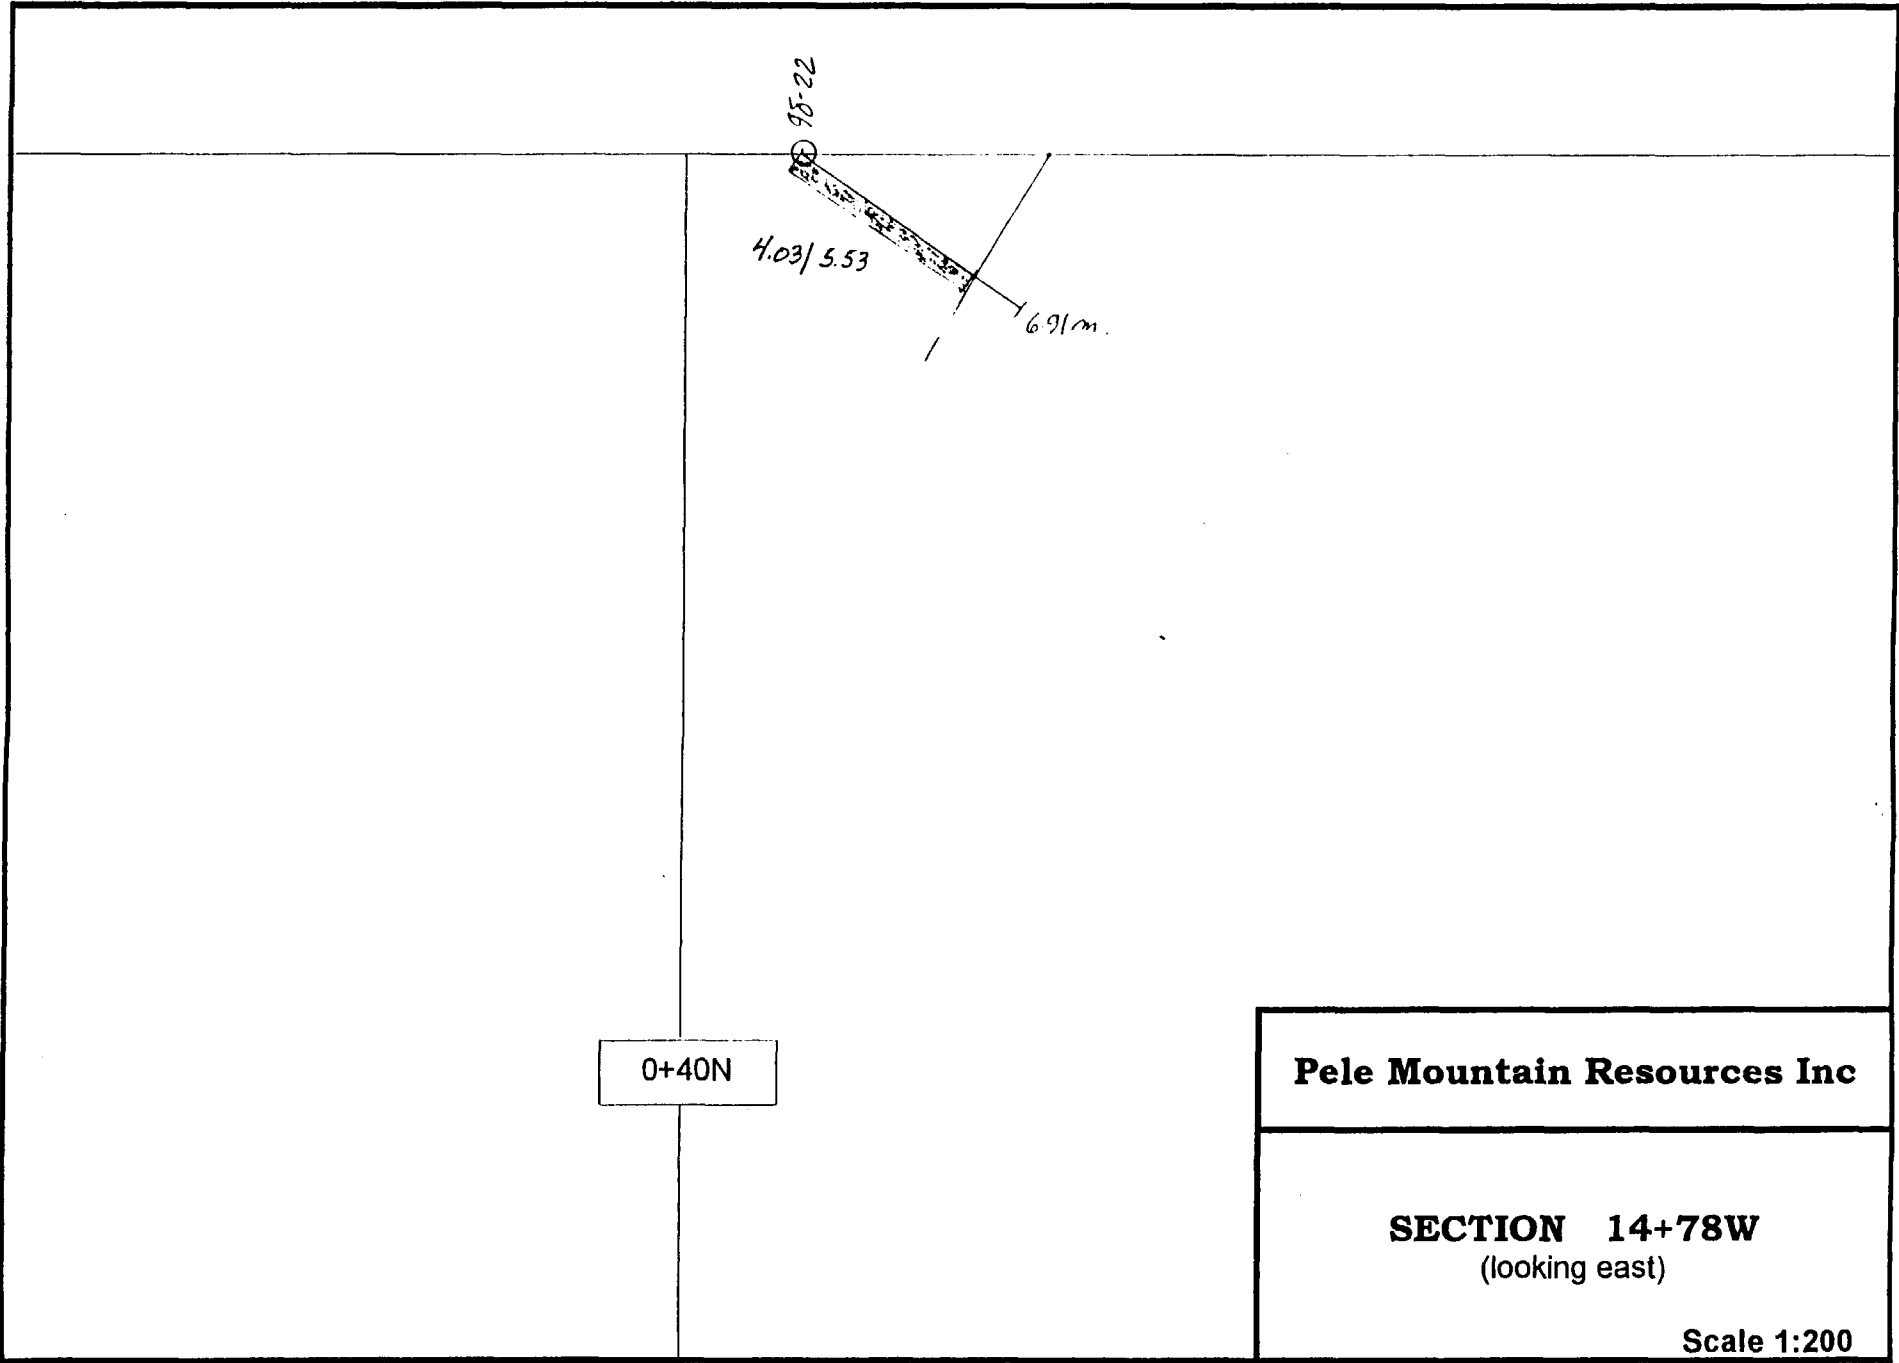 95-22
4.03/5.53
6.91m.
0+40N
Pele Mountain Resources Inc
SECTION 14+78W
(looking east)
Scale 1:200